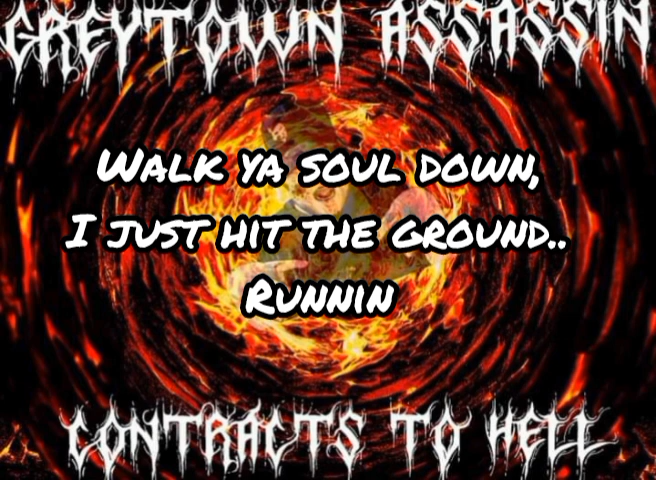 GREYTOWN ASSASSIN
WALK YA SOUL DOWN,
I JUST HIT THE GROUND..
RUNNIN
CONTRACTS TO HELL